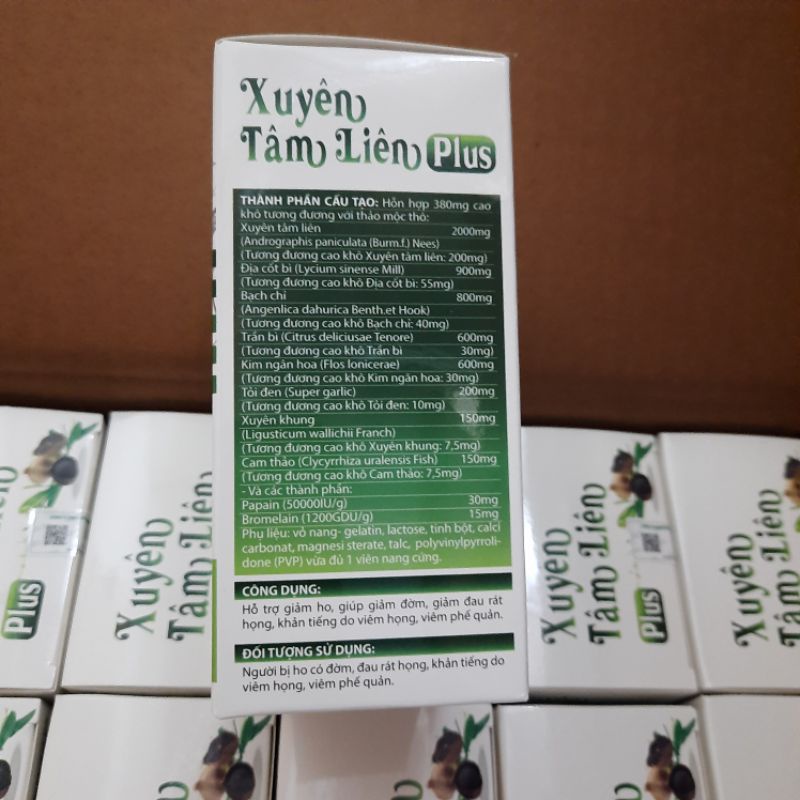 Xuyên
Tâm Liên Plus
THÀNH PHẦN CẤU TẠO: Hỗn hợp 380mg cao
khô tương đương với thảo mộc thô:
Xuyên tâm liên 2000mg
(Andrographis paniculata (Burm.f.) Nees)
(Tương đương cao khô Xuyên tâm liên: 200mg)
Địa cốt bì (Lycium sinense Mill) 900mg
(Tương đương cao khô Địa cốt bì: 55mg)
Bạch chỉ 800mg
(Angenlica dahurica Benth.et Hook)
(Tương đương cao khô Bạch chỉ: 40mg)
Trần bì (Citrus deliciusae Tenore) 600mg
(Tương đương cao khô Trần bì 30mg)
Kim ngân hoa (Flos lonicerae) 600mg
(Tương đương cao khô Kim ngân hoa: 30mg)
Tỏi đen (Super garlic) 200mg
(Tương đương cao khô Tỏi đen: 10mg)
Xuyên khung 150mg
(Ligusticum wallichii Franch)
(Tương đương cao khô Xuyên khung: 7,5mg)
Cam thảo (Clycyrrhiza uralensis Fish) 150mg
(Tương đương cao khô Cam thảo: 7,5mg)
- Và các thành phần:
Papain (50000IU/g) 30mg
Bromelain (1200GDU/g) 15mg
Phụ liệu: vỏ nang- gelatin, lactose, tinh bột, calci
carbonat, magnesi sterate, talc, polyvinylpyrroli-
done (PVP) vừa đủ 1 viên nang cứng.
CÔNG DỤNG:
Hỗ trợ giảm ho, giúp giảm đờm, giảm đau rát
họng, khản tiếng do viêm họng, viêm phế quản.
ĐỐI TƯỢNG SỬ DỤNG:
Người bị ho có đờm, đau rát họng, khản tiếng do
viêm họng, viêm phế quản.
Plus
Xuyên
Tâm Liên
Xuyên
Tâm Liên
Plus
Xuyên
Tâm